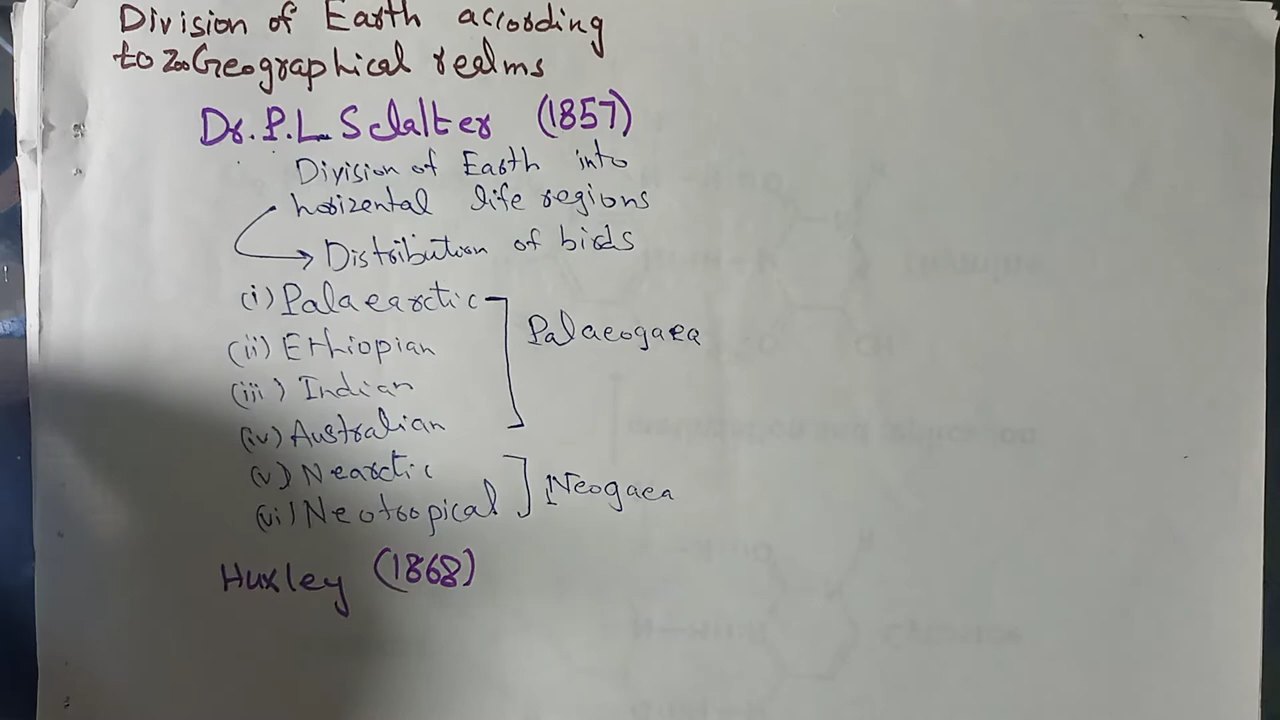 Division of Earth according
to ZooGeographical realms
Dr. P.L. Sclalter (1857)
Division of Earth into
horizental life regions
Distribution of birds
(i) Palaearctic
Palaeogaea
(ii) Ethiopian
(iii) Indian
(iv) Australian
(v) Nearctic
Neogaea
(vi) Neotropical
Huxley (1868)